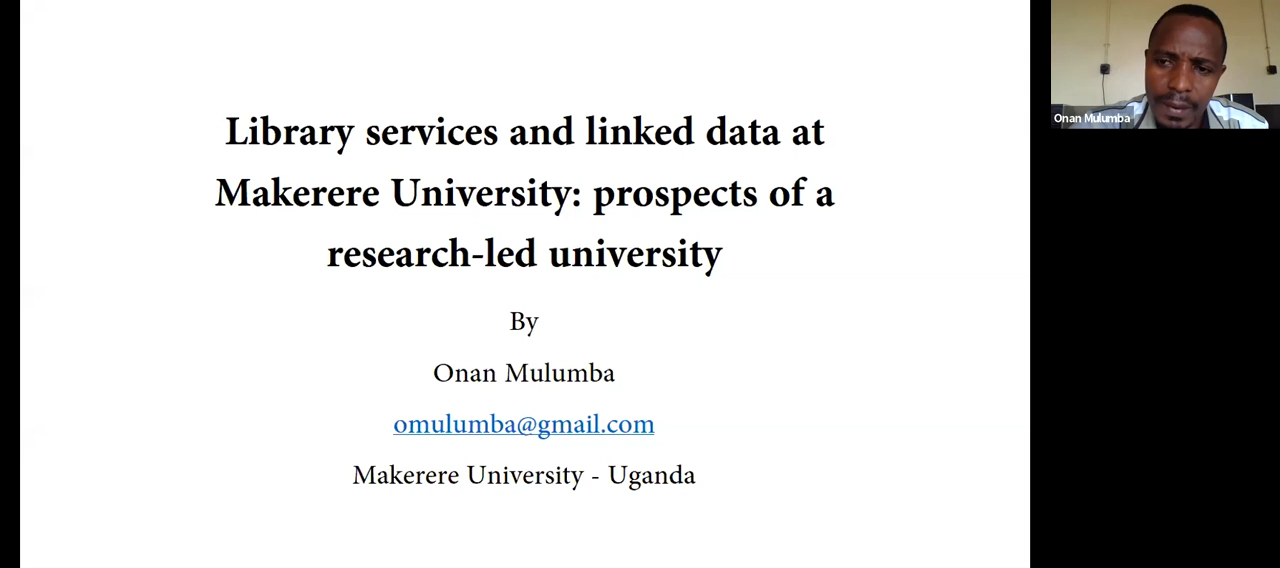 Library services and linked data at
Makerere University: prospects of a
research-led university
By
Onan Mulumba
omulumba@gmail.com
Makerere University - Uganda
Onan Mulumba